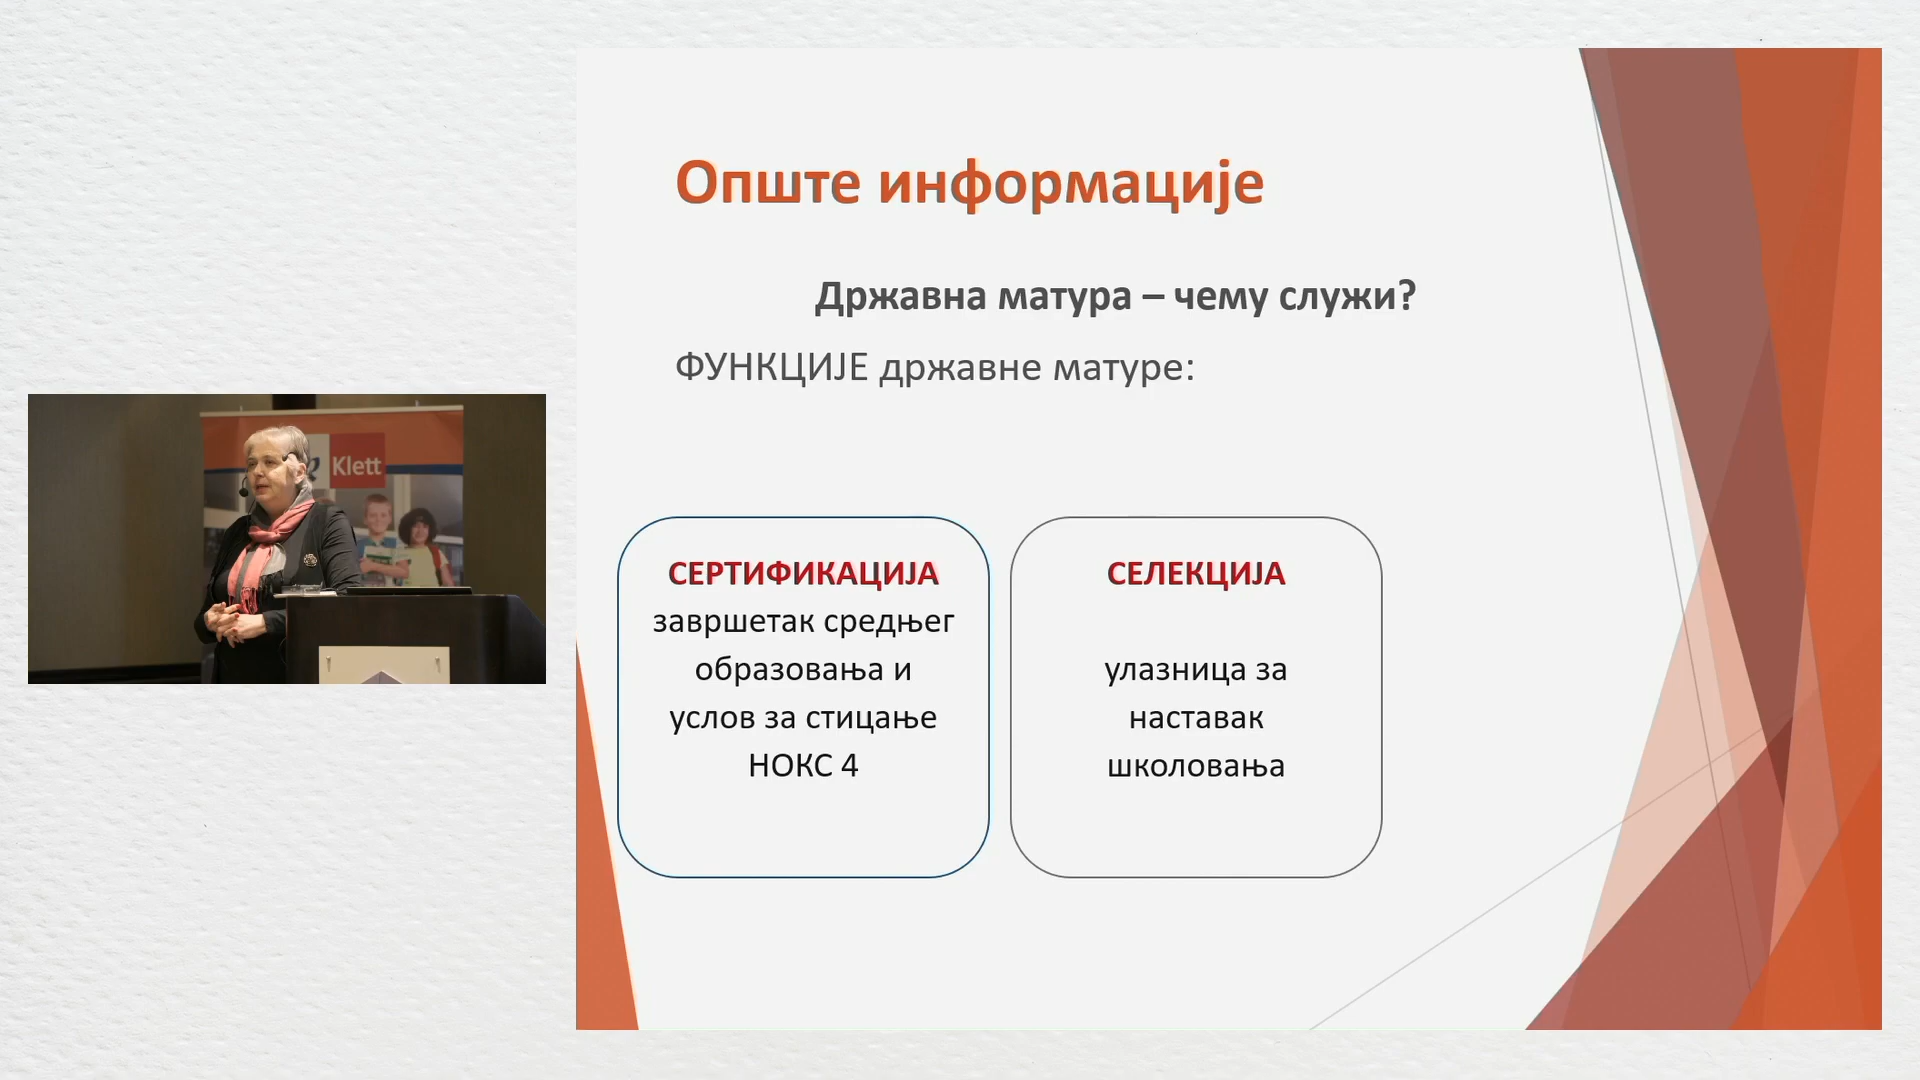 Опште информације
Државна матура – чему служи?
ФУНКЦИЈЕ државне матуре:
СЕРТИФИКАЦИЈА
завршетак средњег
образовања и
услов за стицање
НОКС 4
СЕЛЕКЦИЈА
улазница за
наставак
школовања
Klett